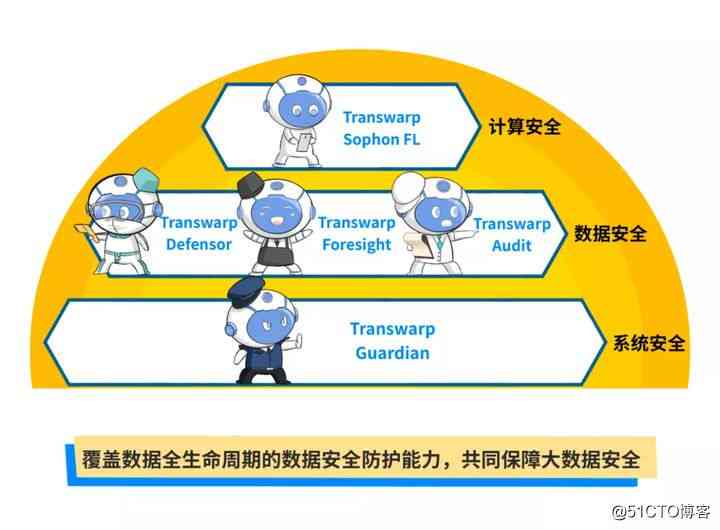 Transwarp
Sophon FL
计算安全
Transwarp
Defensor
Transwarp
Foresight
Transwarp
Audit
数据安全
Transwarp
Guardian
系统安全
覆盖数据全生命周期的数据安全防护能力，共同保障大数据安全
@51CTO博客